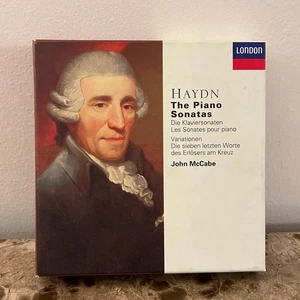 LONDON
HAYDN
The Piano
Sonatas
Die Klaviersonaten
Les Sonates pour piano
Variationen
Die sieben letzten Worte
des Erlösers am Kreuz
John McCabe